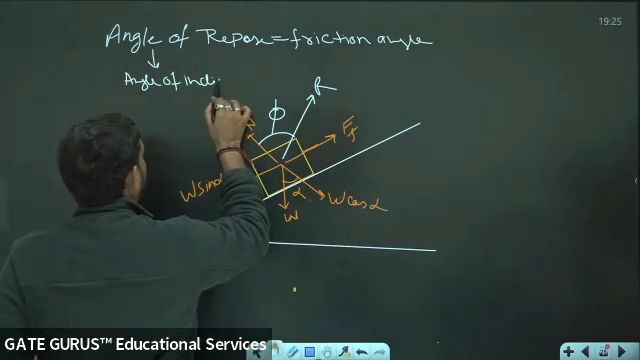 19:25
Angle of Repose = friction angle
Angle of incli
N
ϕ
R
Ff
W sinα
α
W cosα
W
GATE GURUS™ Educational Services